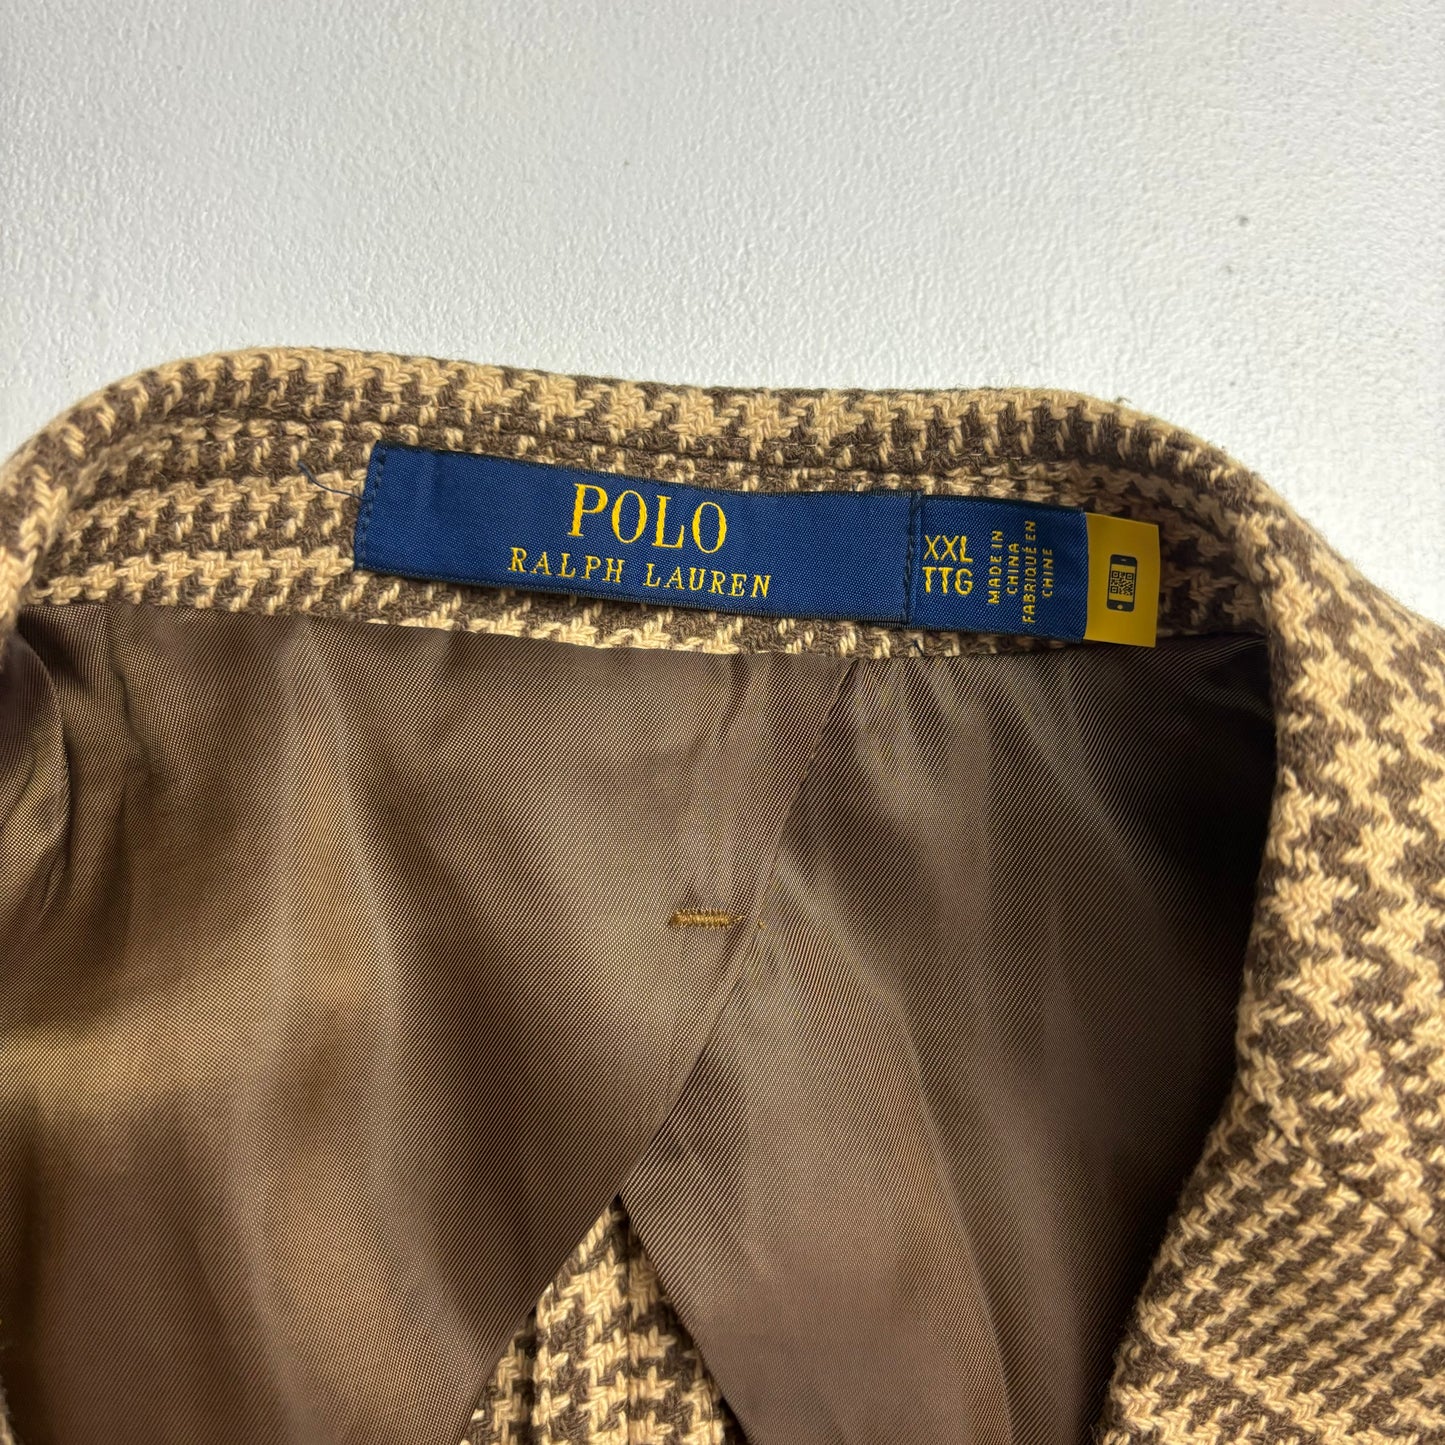 POLO
RALPH LAUREN
XXL
TTG
MADE IN
CHINA
FABRIQUÉ EN
CHINE